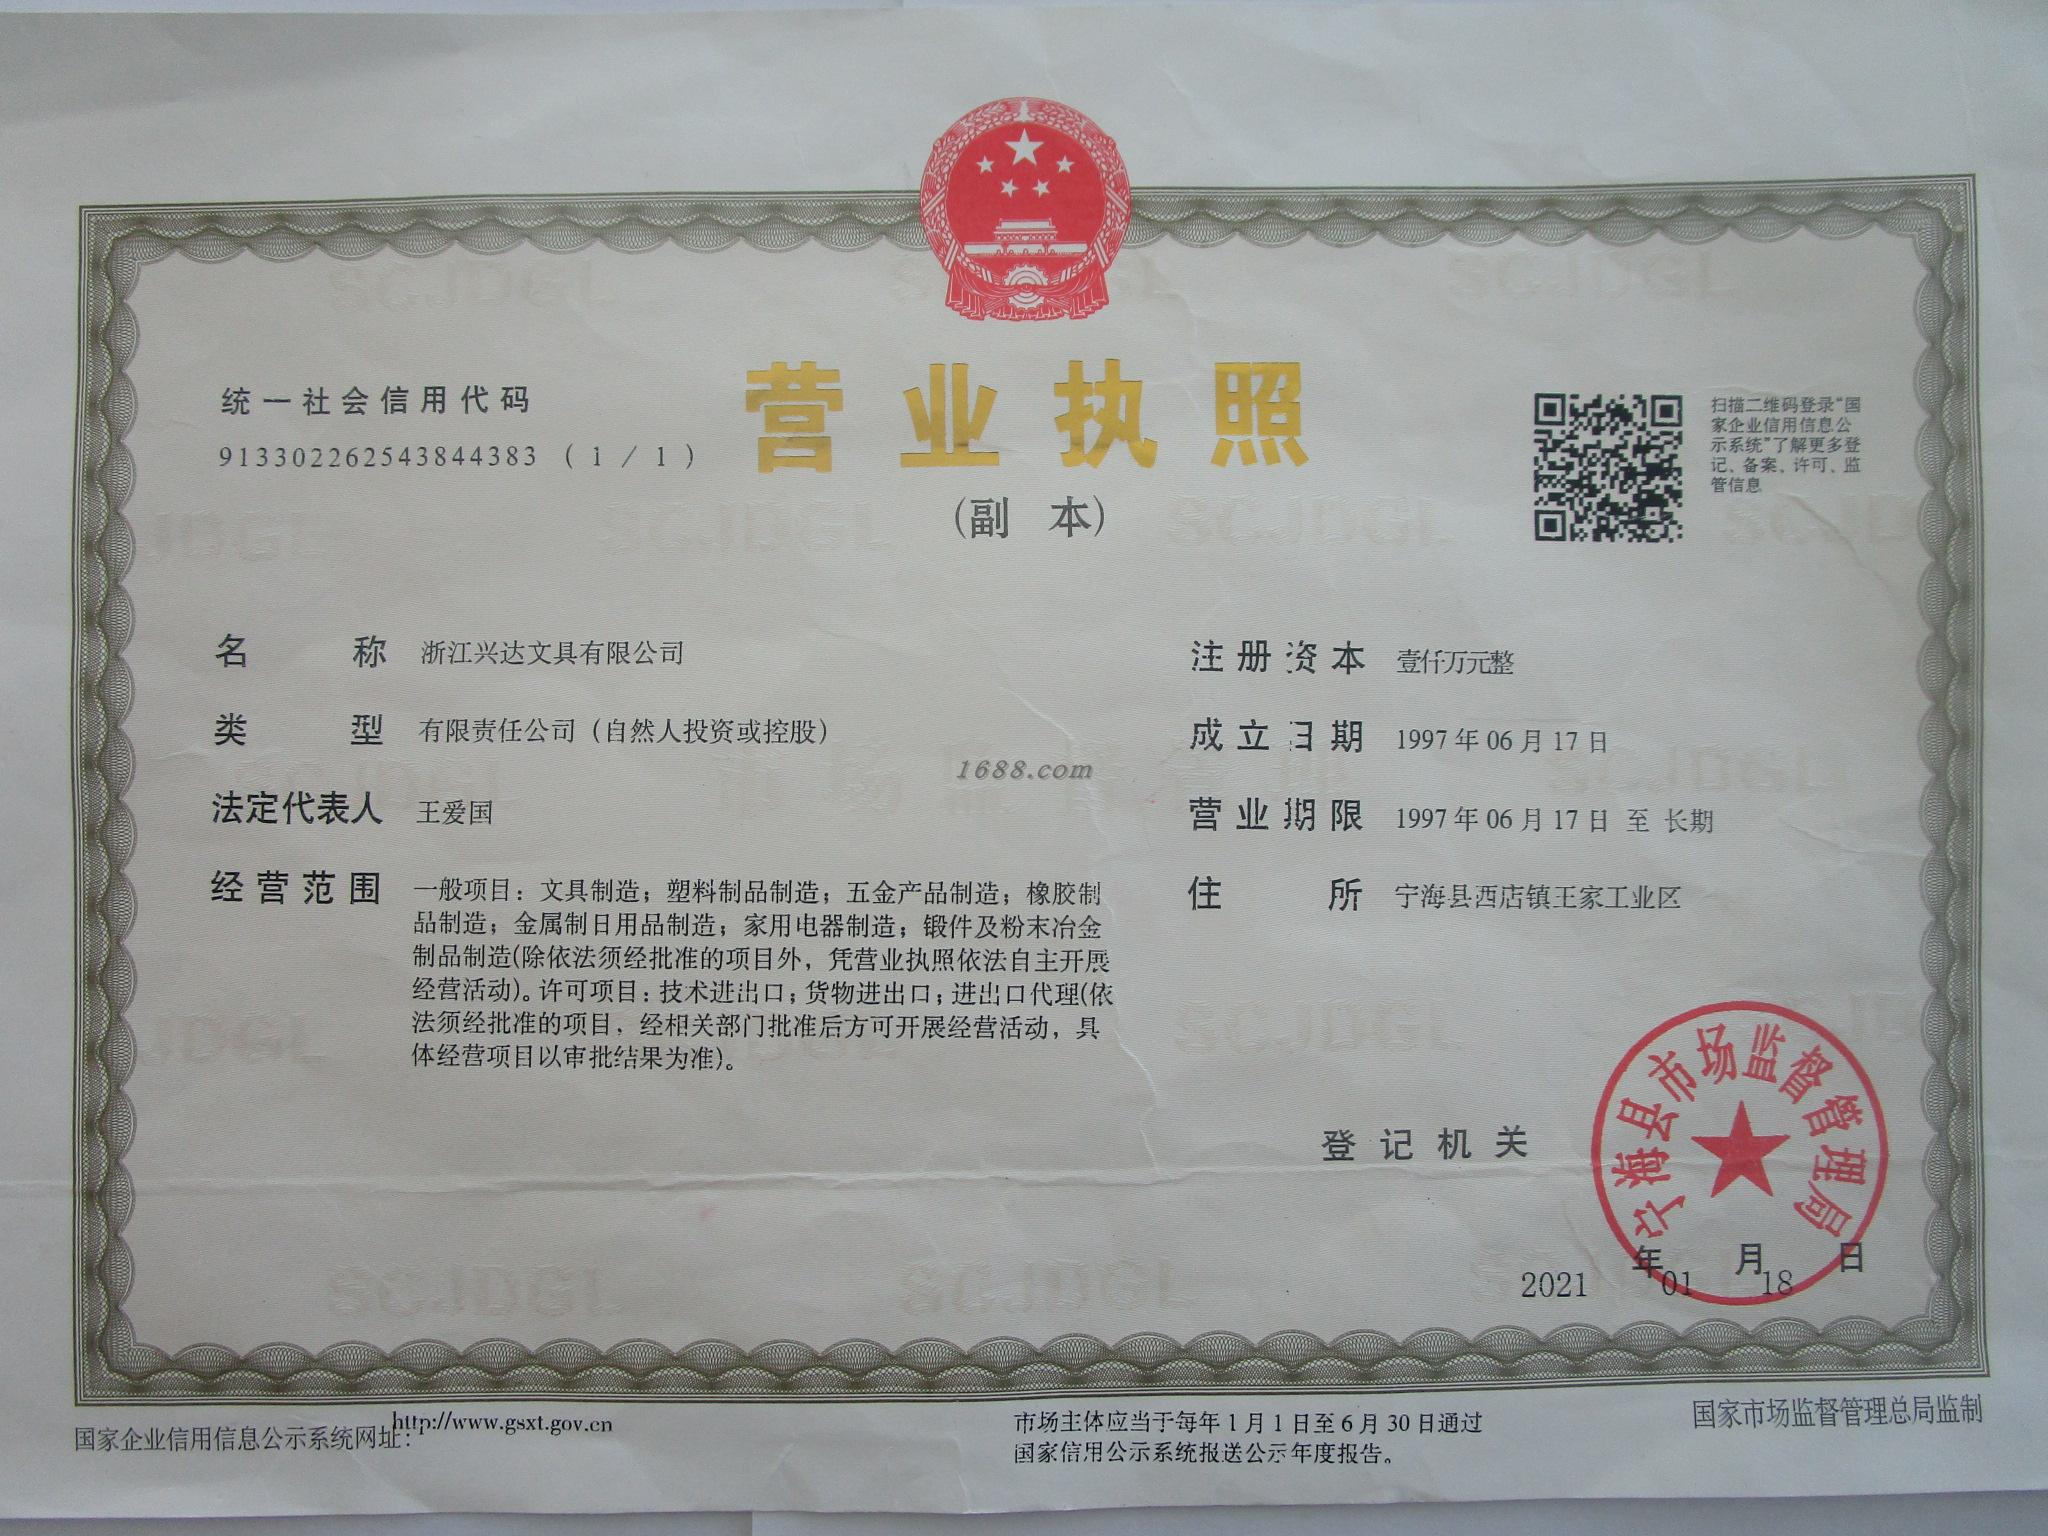 营业执照
(副 本)
统一社会信用代码
913302262543844383 (1/1)
扫描二维码登录“国
家企业信用信息公
示系统”了解更多登
记、备案、许可、监
管信息
名 称 浙江兴达文具有限公司
类 型 有限责任公司(自然人投资或控股)
法定代表人 王爱国
经营范围 一般项目：文具制造；塑料制品制造；五金产品制造；橡胶制
品制造；金属制日用品制造；家用电器制造；锻件及粉末冶金
制品制造(除依法须经批准的项目外，凭营业执照依法自主开展
经营活动)。许可项目：技术进出口；货物进出口；进出口代理(依
法须经批准的项目，经相关部门批准后方可开展经营活动，具
体经营项目以审批结果为准)。
注册资本 壹仟万元整
成立日期 1997年06月17日
营业期限 1997年06月17日 至 长期
住 所 宁海县西店镇王家工业区
1688.com
登记机关
宁海县市场监督管理局
2021年01月18日
国家企业信用信息公示系统网址：http://www.gsxt.gov.cn
市场主体应当于每年1月1日至6月30日通过
国家信用公示系统报送公示年度报告。
国家市场监督管理总局监制